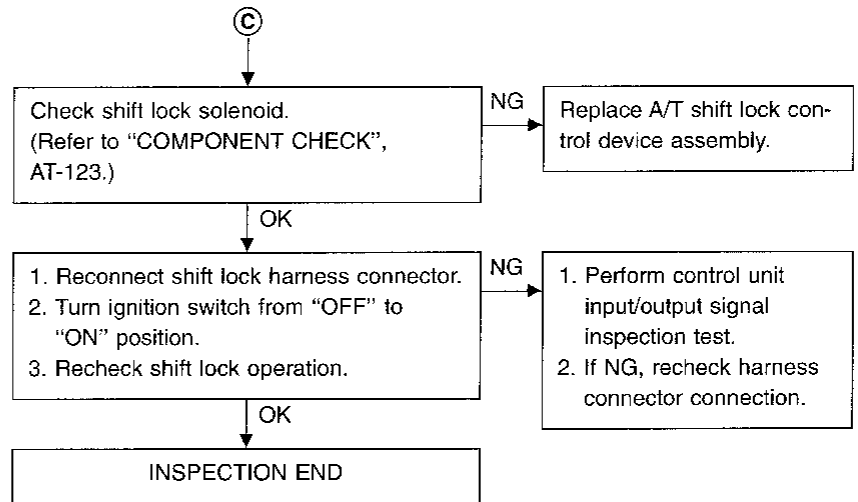 C
Check shift lock solenoid.
(Refer to “COMPONENT CHECK”,
AT-123.)
NG
Replace A/T shift lock con-
trol device assembly.
OK
1. Reconnect shift lock harness connector.
2. Turn ignition switch from “OFF” to
“ON” position.
3. Recheck shift lock operation.
NG
1. Perform control unit
input/output signal
inspection test.
2. If NG, recheck harness
connector connection.
OK
INSPECTION END